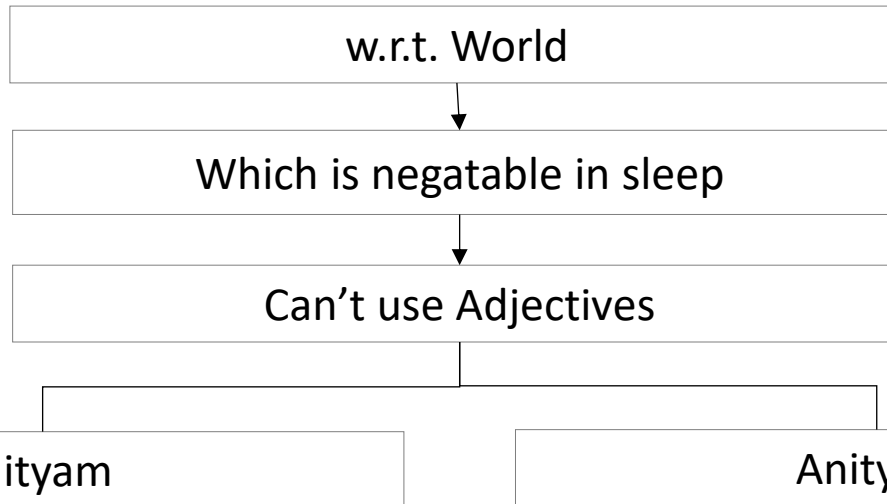 w.r.t. World
Which is negatable in sleep
Can’t use Adjectives
ityam
Anity